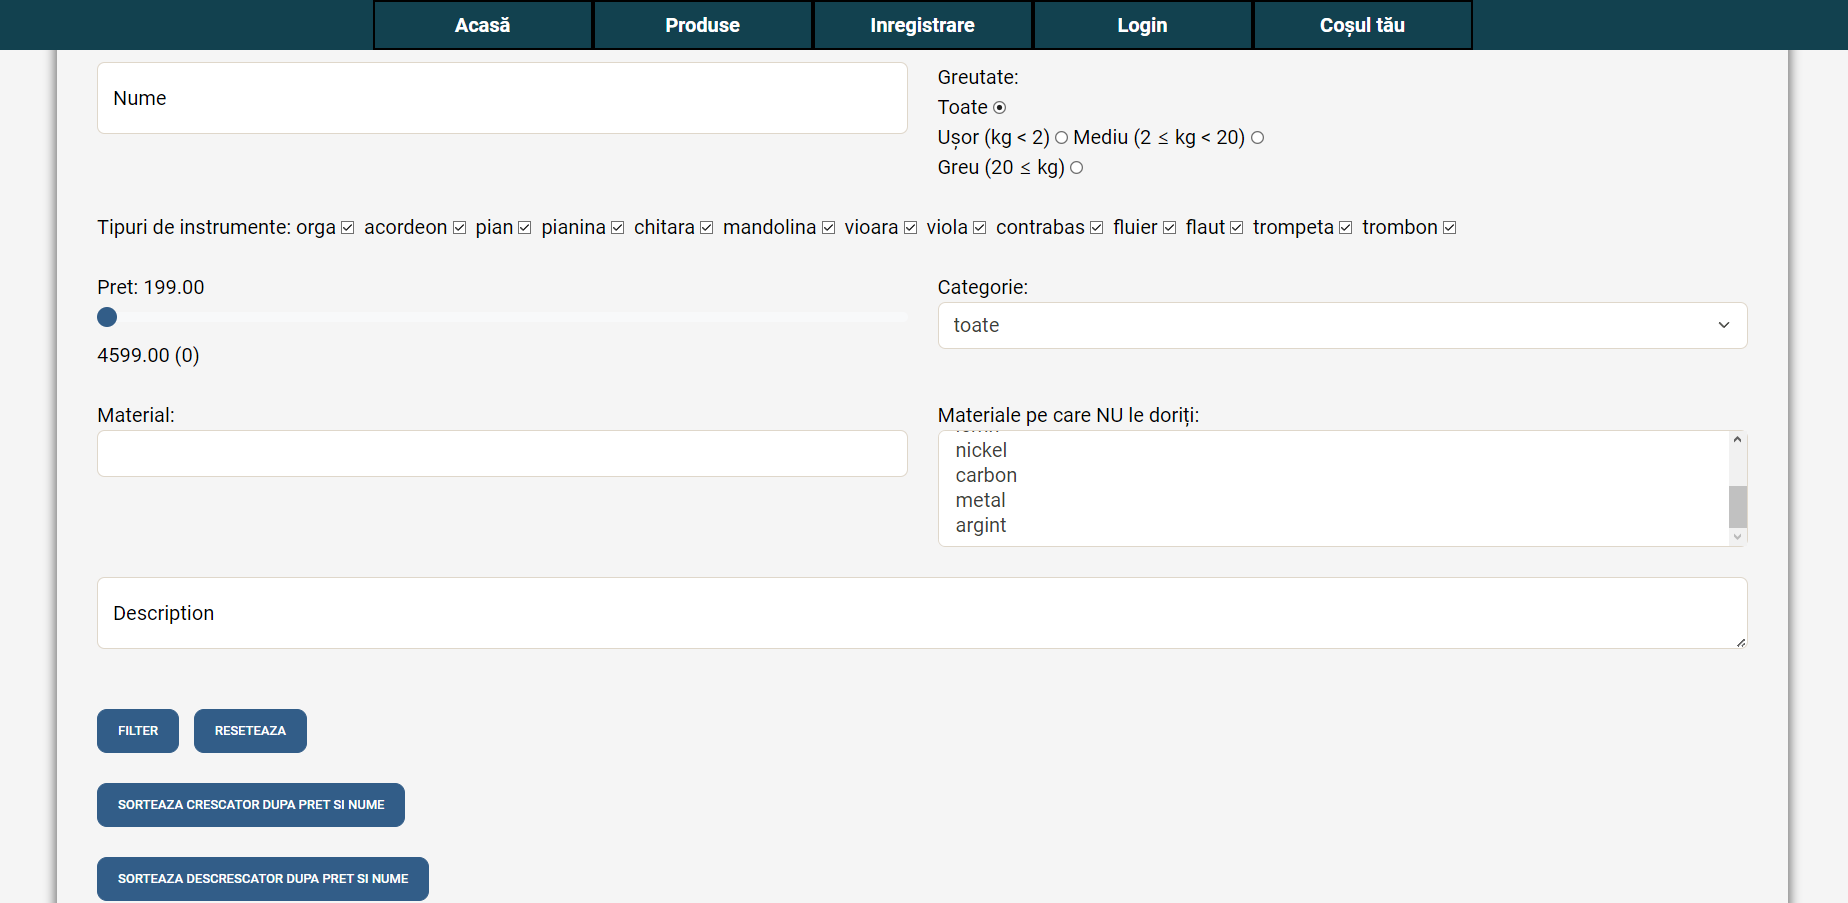 Acasă Produse Inregistrare Login Coșul tău
Nume
Greutate:
Toate
Ușor (kg < 2) Mediu (2 ≤ kg < 20)
Greu (20 ≤ kg)
Tipuri de instrumente: orga acordeon pian pianina chitara mandolina vioara viola contrabas fluier flaut trompeta trombon
Pret: 199.00
4599.00 (0)
Categorie:
toate
Material:
Materiale pe care NU le doriți:
nickel
carbon
metal
argint
Description
FILTER RESETEAZA
SORTEAZA CRESCATOR DUPA PRET SI NUME
SORTEAZA DESCRESCATOR DUPA PRET SI NUME